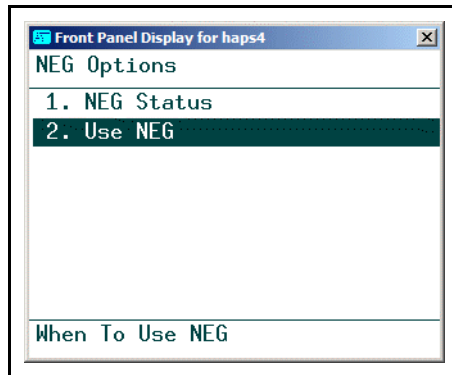 Front Panel Display for haps4
NEG Options
1. NEG Status
2. Use NEG
When To Use NEG